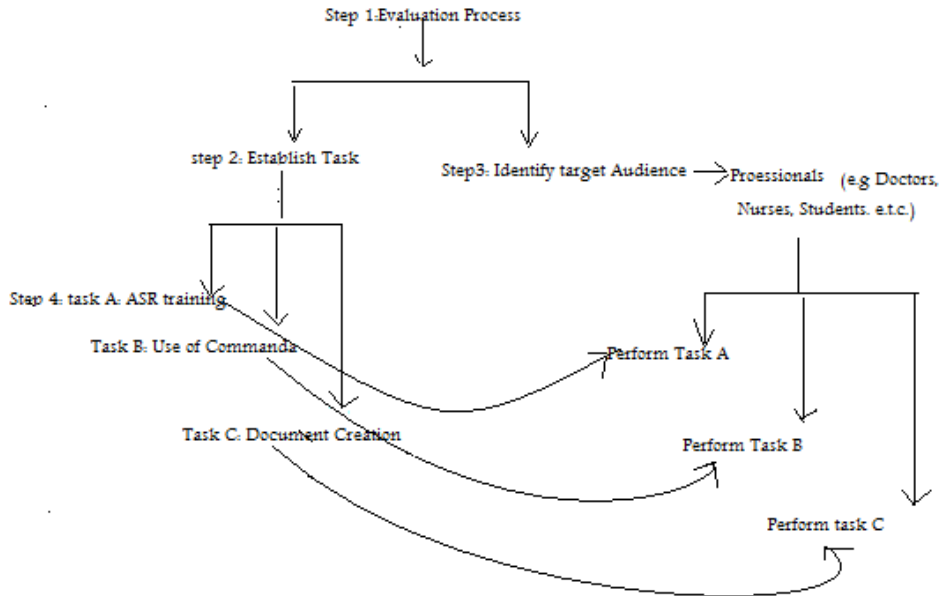 Step 1:Evaluation Process
step 2: Establish Task
Step3: Identify target Audience
Proessionals (e.g Doctors,
Nurses, Students. e.t.c.)
Step 4: task A: ASR training
Task B: Use of Commanda
Task C: Document Creation
Perform Task A
Perform Task B
Perform task C